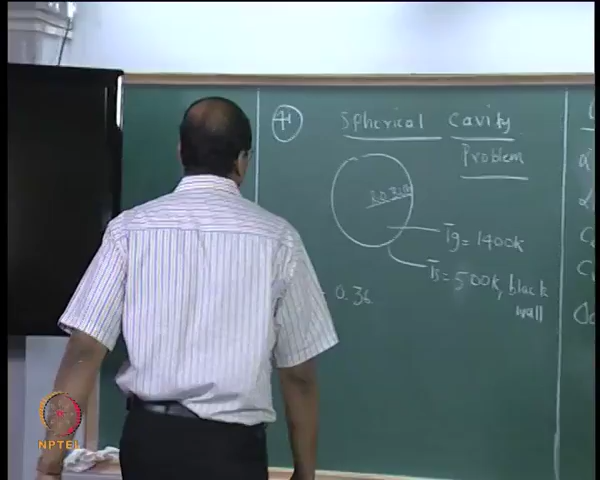 41
Spherical Cavity
Problem
Tg = 1400k
Ts = 500k, black
wall
0.36
NPTEL